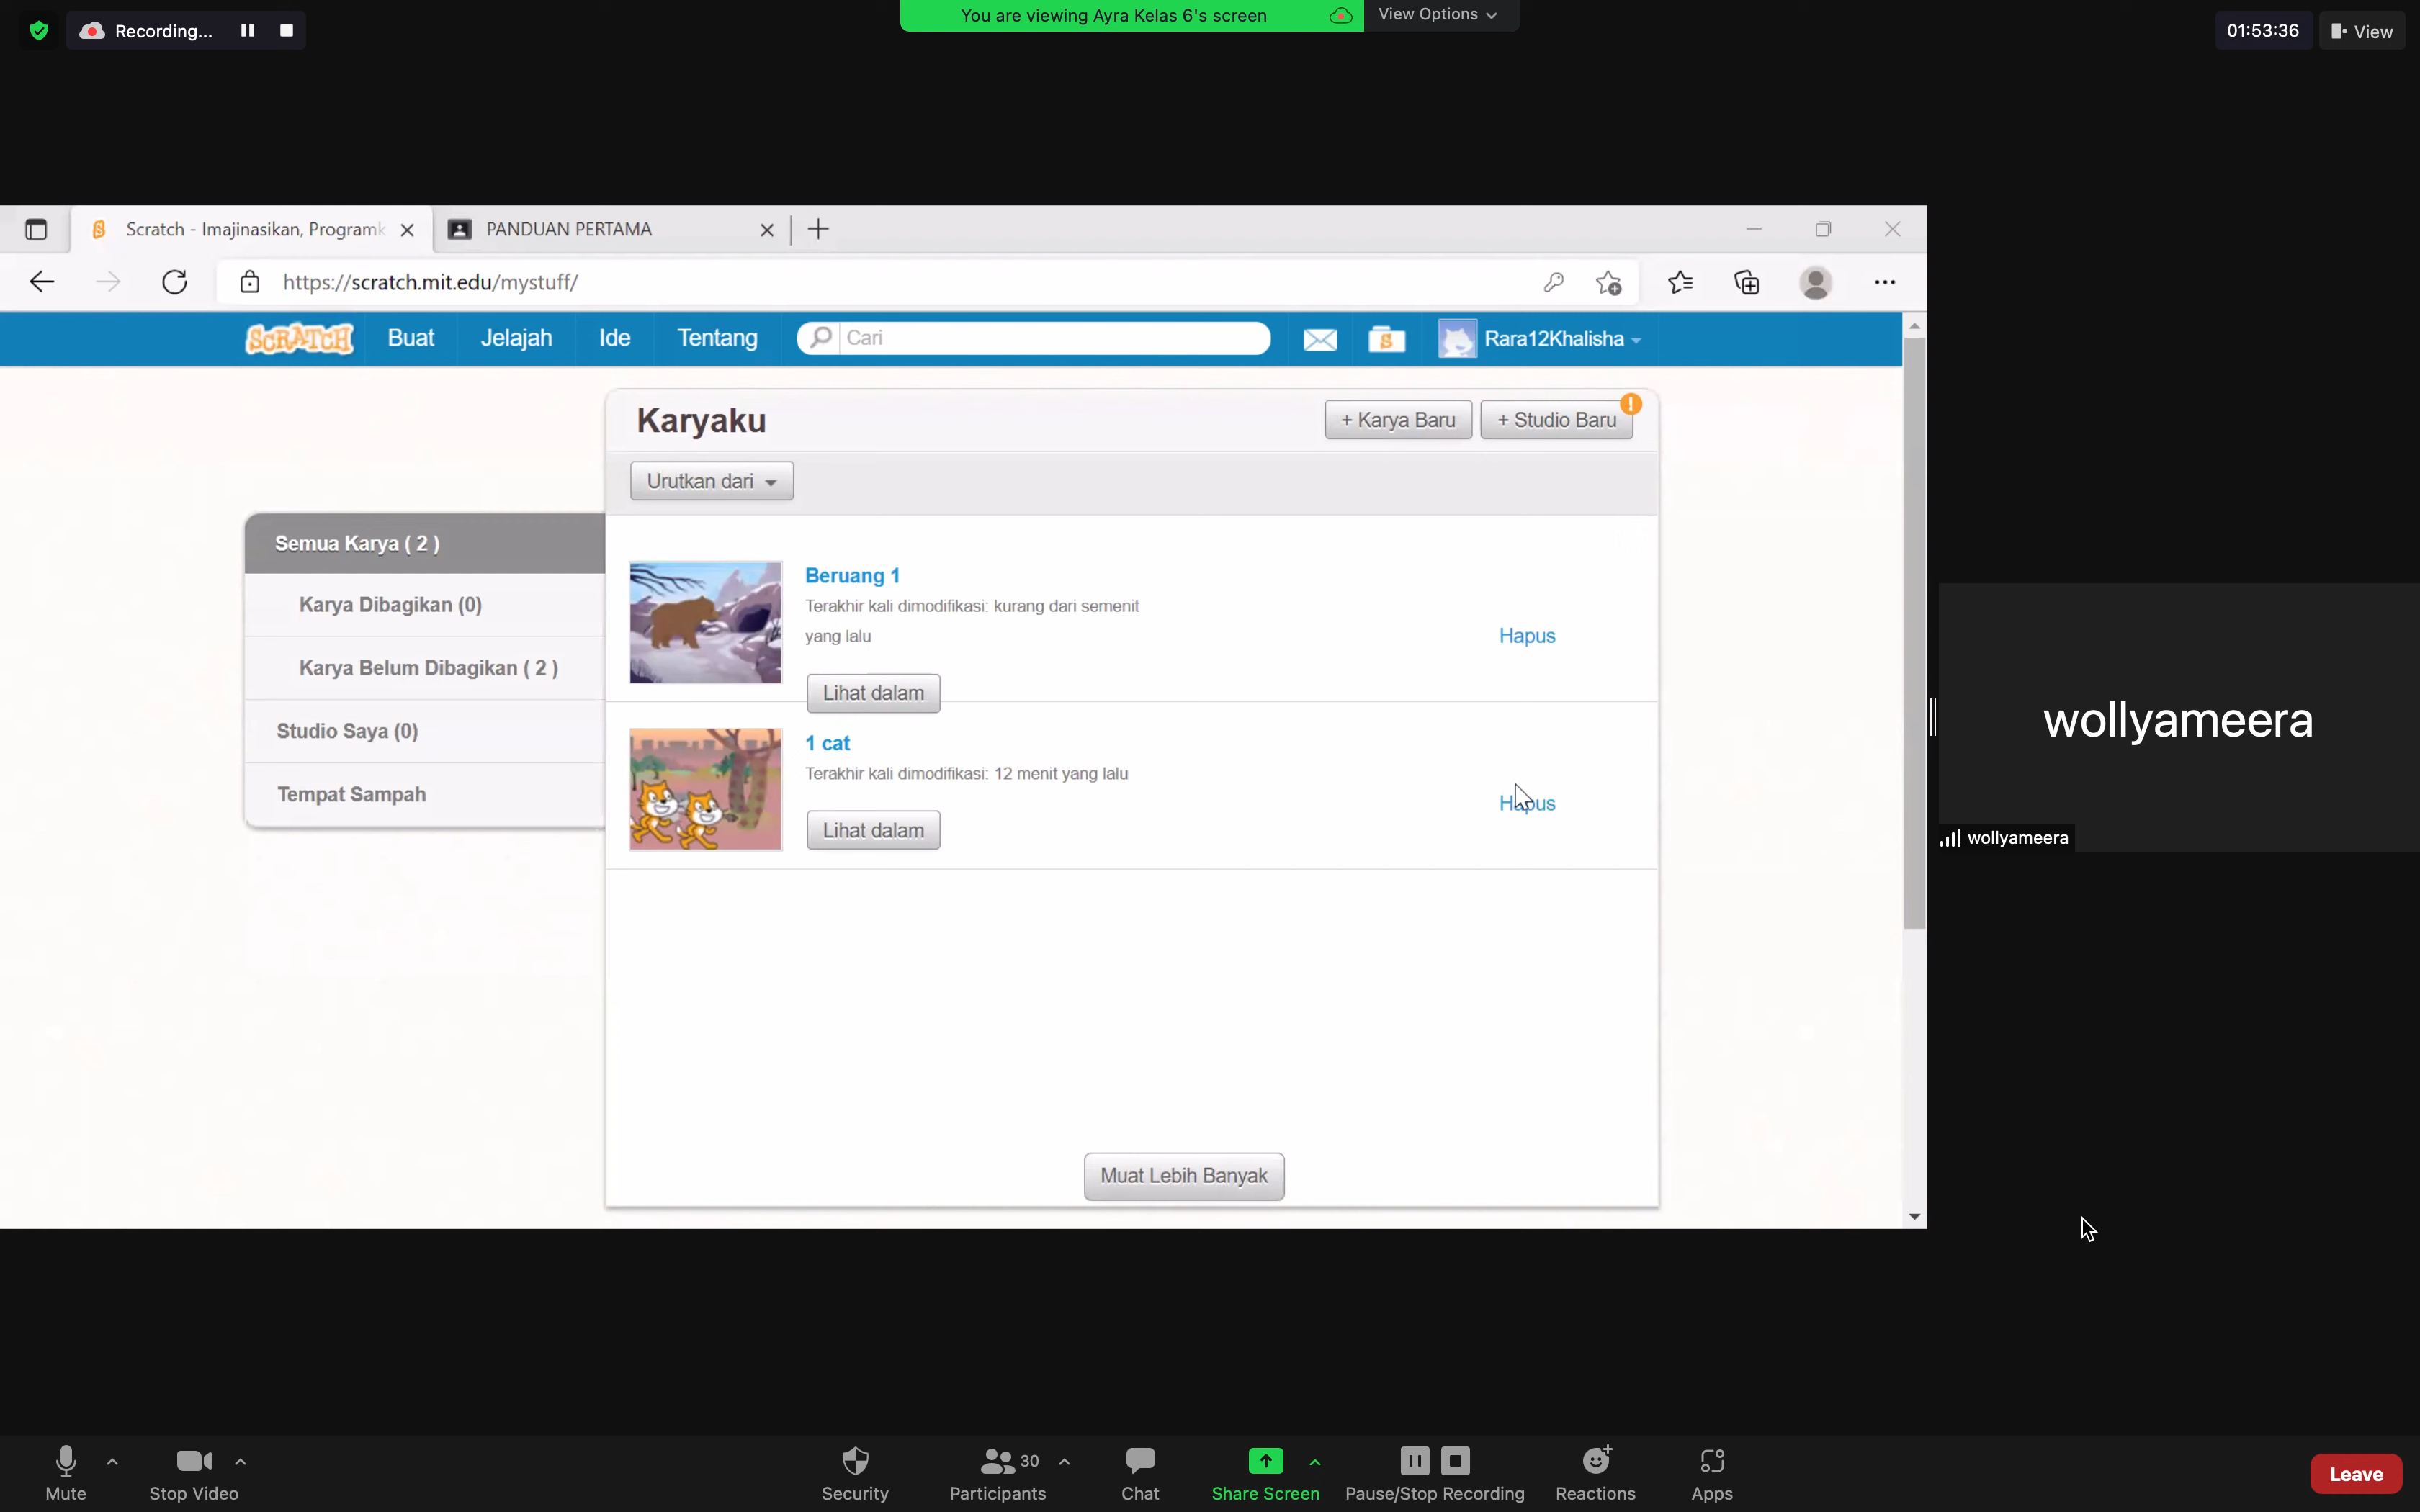 Recording...
You are viewing Ayra Kelas 6's screen
View Options
01:53:36
View
Scratch - Imajinasikan, Programk
PANDUAN PERTAMA
https://scratch.mit.edu/mystuff/
SCRATCH
Buat
Jelajah
Ide
Tentang
Cari
Rara12Khalisha
Karyaku
+ Karya Baru
+ Studio Baru
!
Urutkan dari
Semua Karya ( 2 )
Karya Dibagikan (0)
Karya Belum Dibagikan ( 2 )
Studio Saya (0)
Tempat Sampah
Beruang 1
Terakhir kali dimodifikasi: kurang dari semenit
yang lalu
Hapus
Lihat dalam
1 cat
Terakhir kali dimodifikasi: 12 menit yang lalu
Hapus
Lihat dalam
Muat Lebih Banyak
wollyameera
wollyameera
Mute
Stop Video
Security
30
Participants
Chat
Share Screen
Pause/Stop Recording
Reactions
Apps
Leave